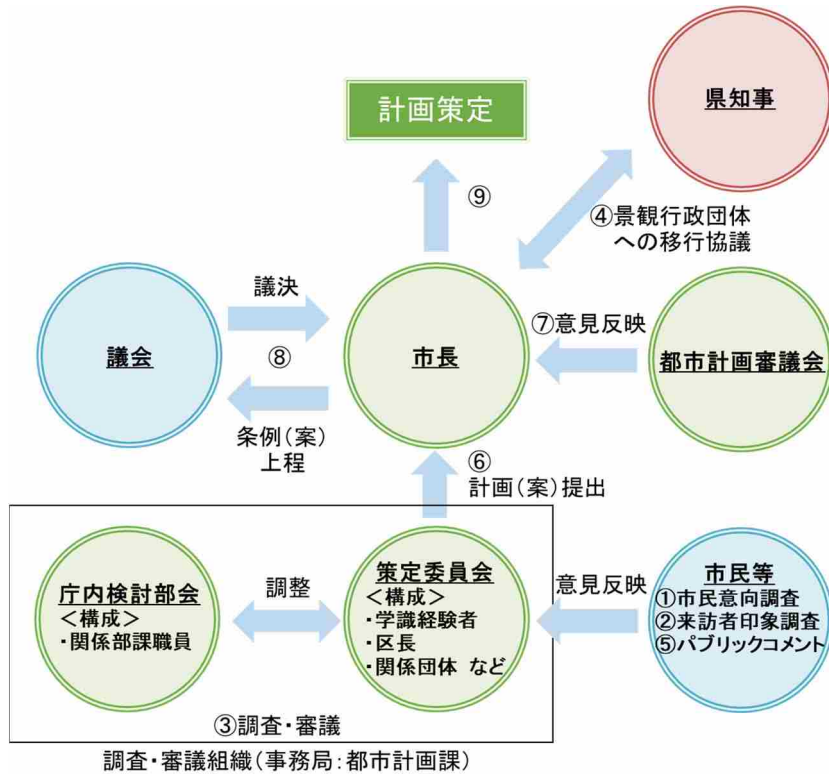 計画策定
県知事
⑨
④景観行政団体
への移行協議
議決
⑦意見反映
議会
⑧
市長
都市計画審議会
条例(案)
上程
⑥
計画(案)提出
庁内検討部会
<構成>
・関係部課職員
調整
策定委員会
<構成>
・学識経験者
・区長
・関係団体 など
意見反映
市民等
①市民意向調査
②来訪者印象調査
⑤パブリックコメント
③調査・審議
調査・審議組織(事務局:都市計画課)